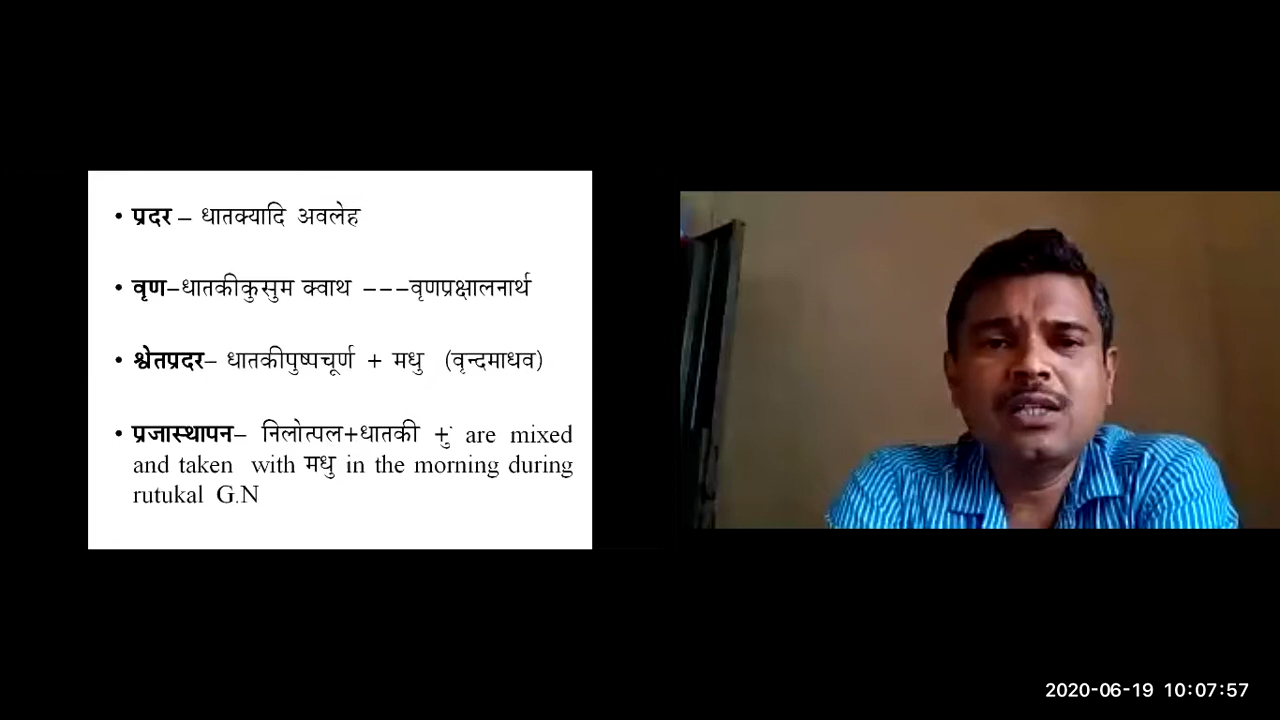 • प्रदर – धातक्यादि अवलेह
• वृण–धातकीकुसुम क्वाथ –––वृणप्रक्षालनार्थ
• श्वेतप्रदर– धातकीपुष्पचूर्ण + मधु (वृन्दमाधव)
• प्रजास्थापन– निलोत्पल+धातकी + are mixed
and taken with मधु in the morning during
rutukal G.N
2020-06-19 10:07:57